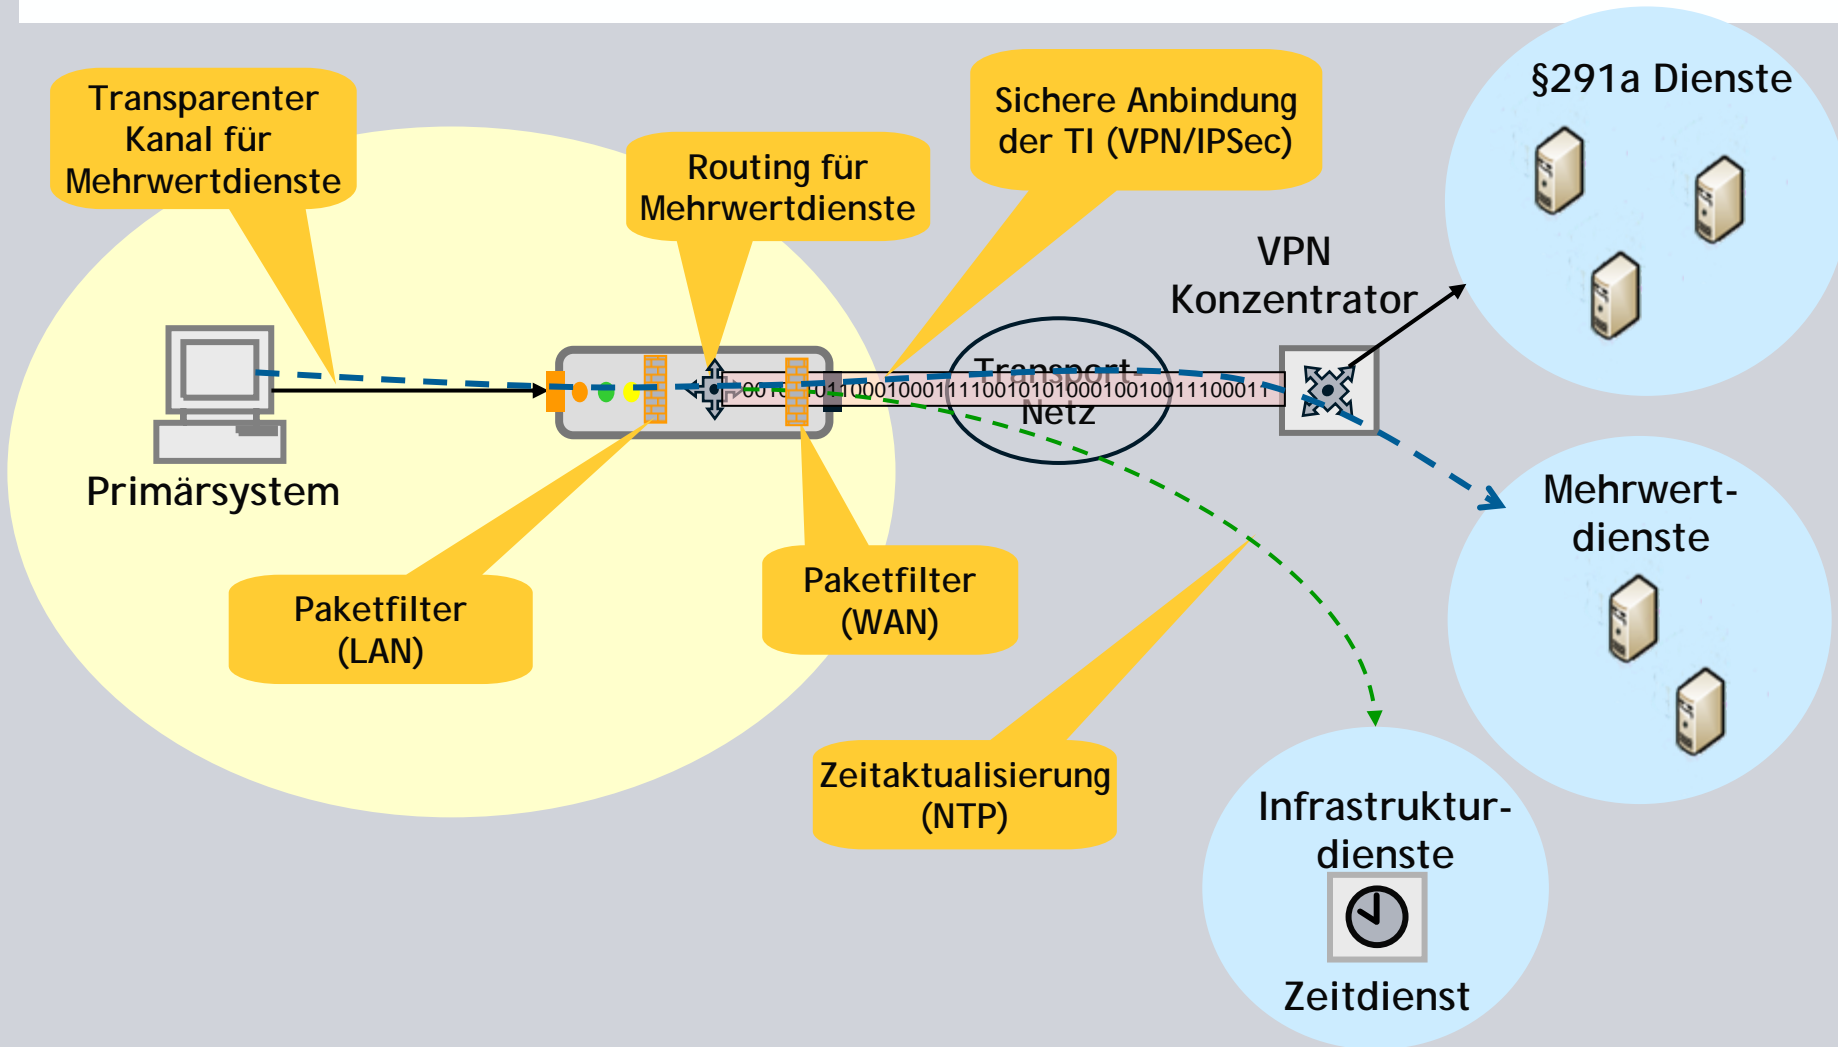 Transparenter
Kanal für
Mehrwertdienste
Routing für
Mehrwertdienste
Sichere Anbindung
der TI (VPN/IPSec)
§291a Dienste
VPN
Konzentrator
Transport-
Netz
Primärsystem
Paketfilter
(LAN)
Paketfilter
(WAN)
Mehrwert-
dienste
Zeitaktualisierung
(NTP)
Infrastruktur-
dienste
Zeitdienst